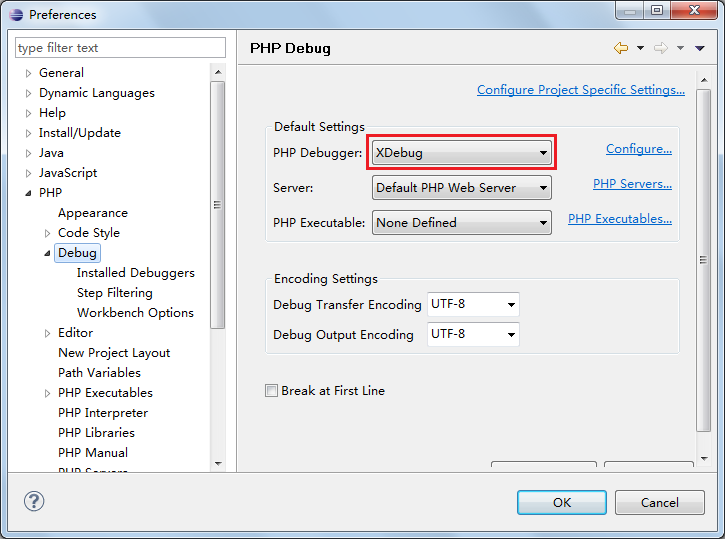 Preferences
type filter text
General
Dynamic Languages
Help
Install/Update
Java
JavaScript
PHP
Appearance
Code Style
Debug
Installed Debuggers
Step Filtering
Workbench Options
Editor
New Project Layout
Path Variables
PHP Executables
PHP Interpreter
PHP Libraries
PHP Manual
PHP Servers
PHP Debug
Configure Project Specific Settings...
Default Settings
PHP Debugger: XDebug Configure...
Server: Default PHP Web Server PHP Servers...
PHP Executable: None Defined PHP Executables...
Encoding Settings
Debug Transfer Encoding UTF-8
Debug Output Encoding UTF-8
Break at First Line
OK Cancel